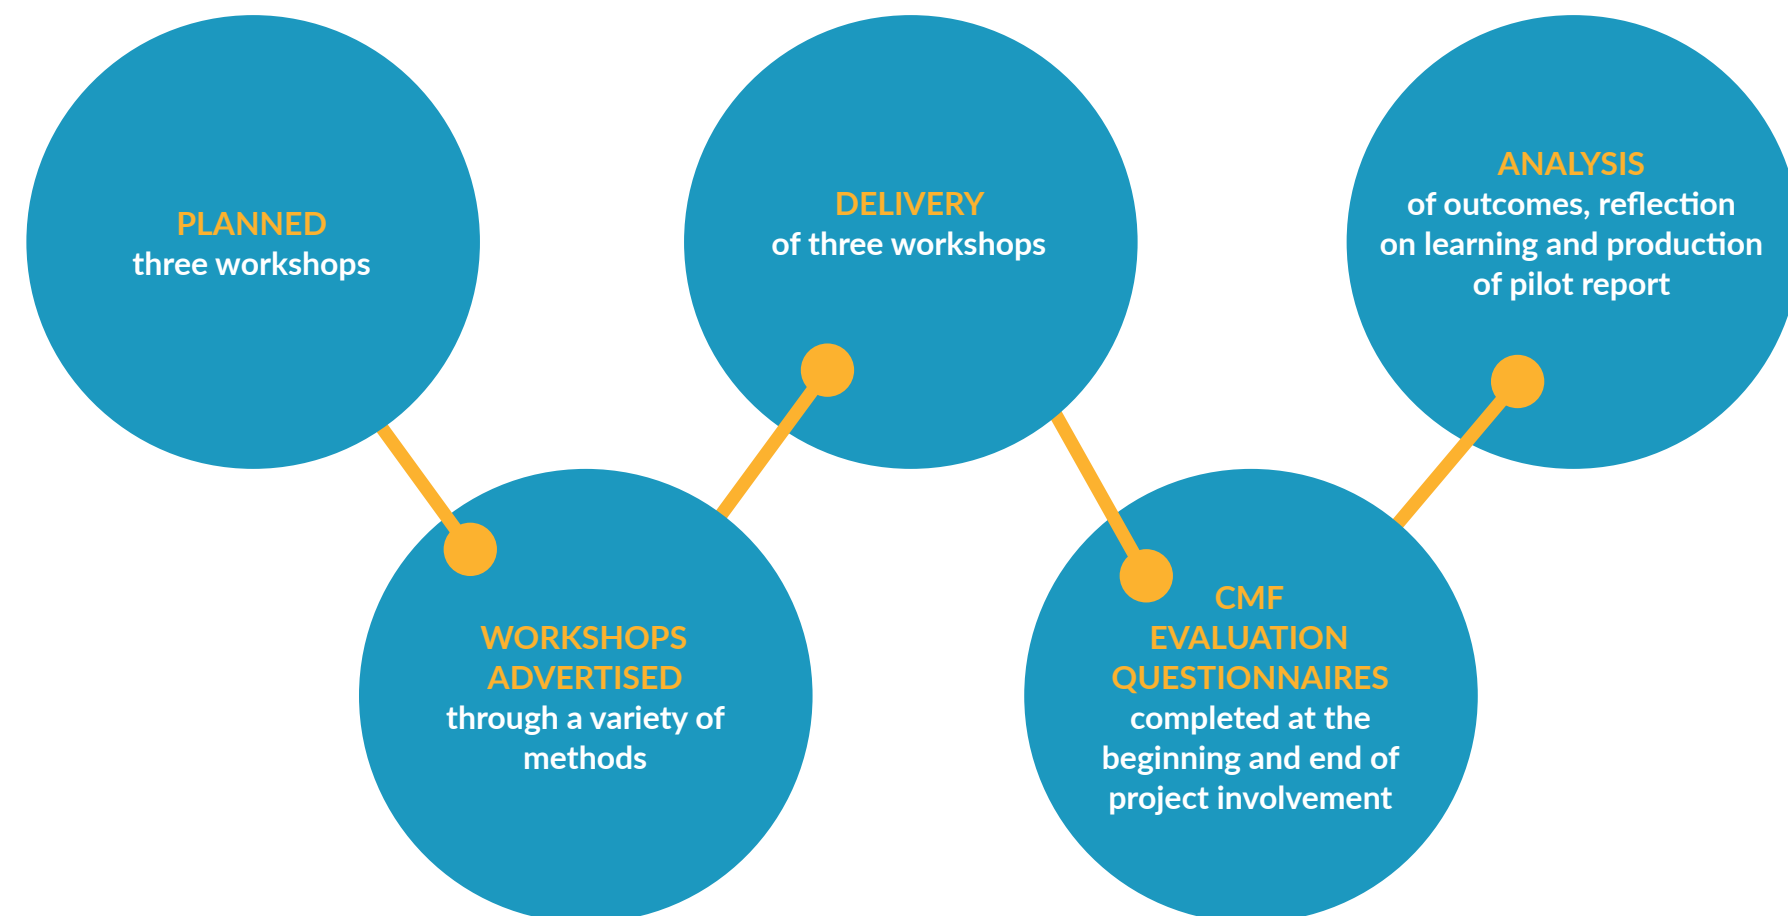 PLANNED
three workshops
WORKSHOPS
ADVERTISED
through a variety of
methods
DELIVERY
of three workshops
CMF
EVALUATION
QUESTIONNAIRES
completed at the
beginning and end of
project involvement
ANALYSIS
of outcomes, reflection
on learning and production
of pilot report